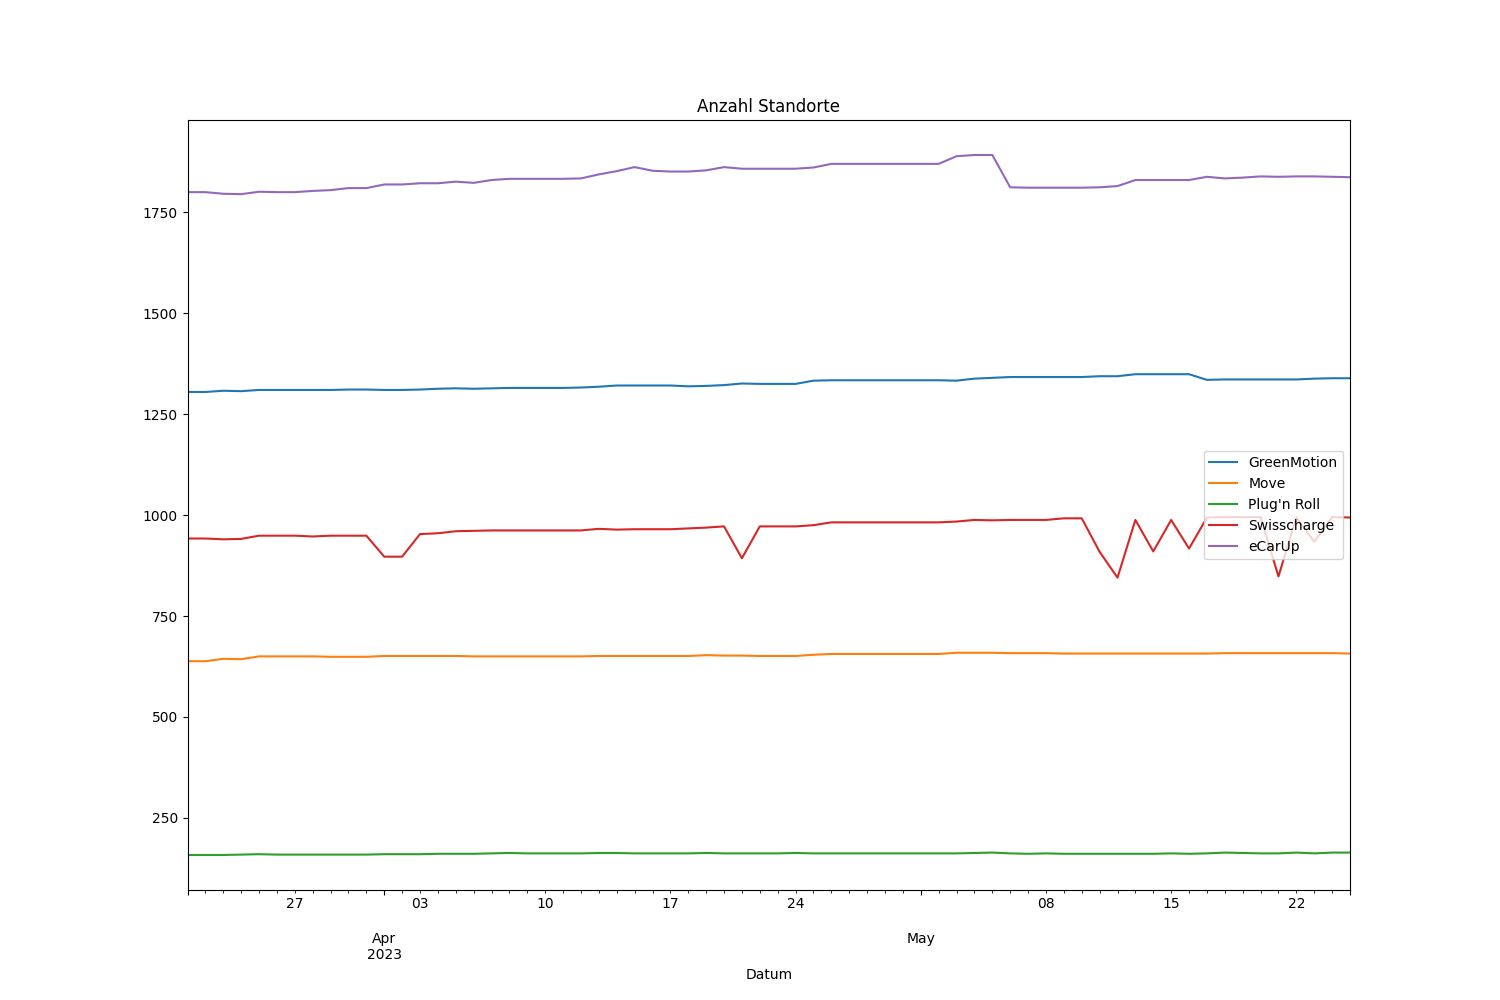 Anzahl Standorte
1750
1500
1250
1000
750
500
250
GreenMotion
Move
Plug'n Roll
Swisscharge
eCarUp
27 03 10 17 24 08 15 22
Apr May
2023
Datum